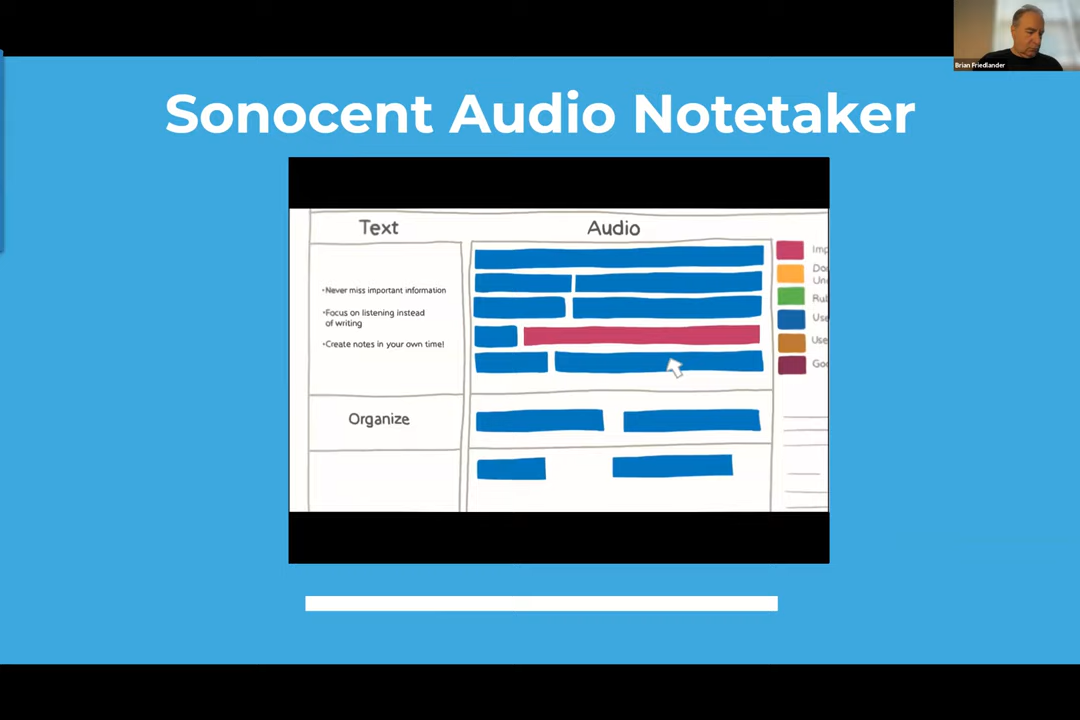 Brian Friedlander
Sonocent Audio Notetaker
Text
Audio
•Never miss important information
•Focus on listening instead
of writing
•Create notes in your own time!
Organize